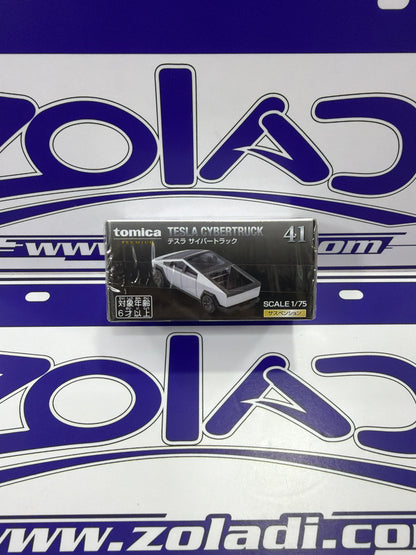 ZOLADI
www.zoladi.com
tomica TESLA CYBERTRUCK 41
PREMIUM テスラ サイバートラック
対象年齢
6才以上
SCALE 1/75
サスペンション
ZOLADI
www.zoladi.com